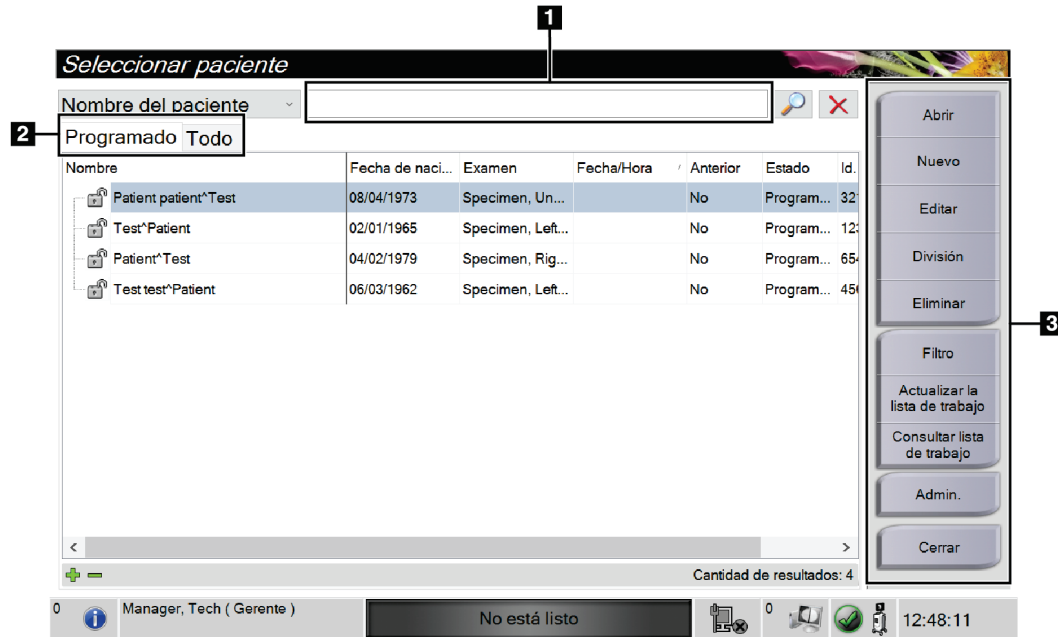 1
Seleccionar paciente
Nombre del paciente
2
Programado Todo
Nombre Fecha de naci... Examen Fecha/Hora Anterior Estado Id.
Patient patient^Test 08/04/1973 Specimen, Un... No Program... 32
Test^Patient 02/01/1965 Specimen, Left... No Program... 12
Patient^Test 04/02/1979 Specimen, Rig... No Program... 65
Test test^Patient 06/03/1962 Specimen, Left... No Program... 45
Cantidad de resultados: 4
Abrir
Nuevo
Editar
División
Eliminar
3
Filtro
Actualizar la
lista de trabajo
Consultar lista
de trabajo
Admin.
Cerrar
0 Manager, Tech ( Gerente ) No está listo 0 12:48:11